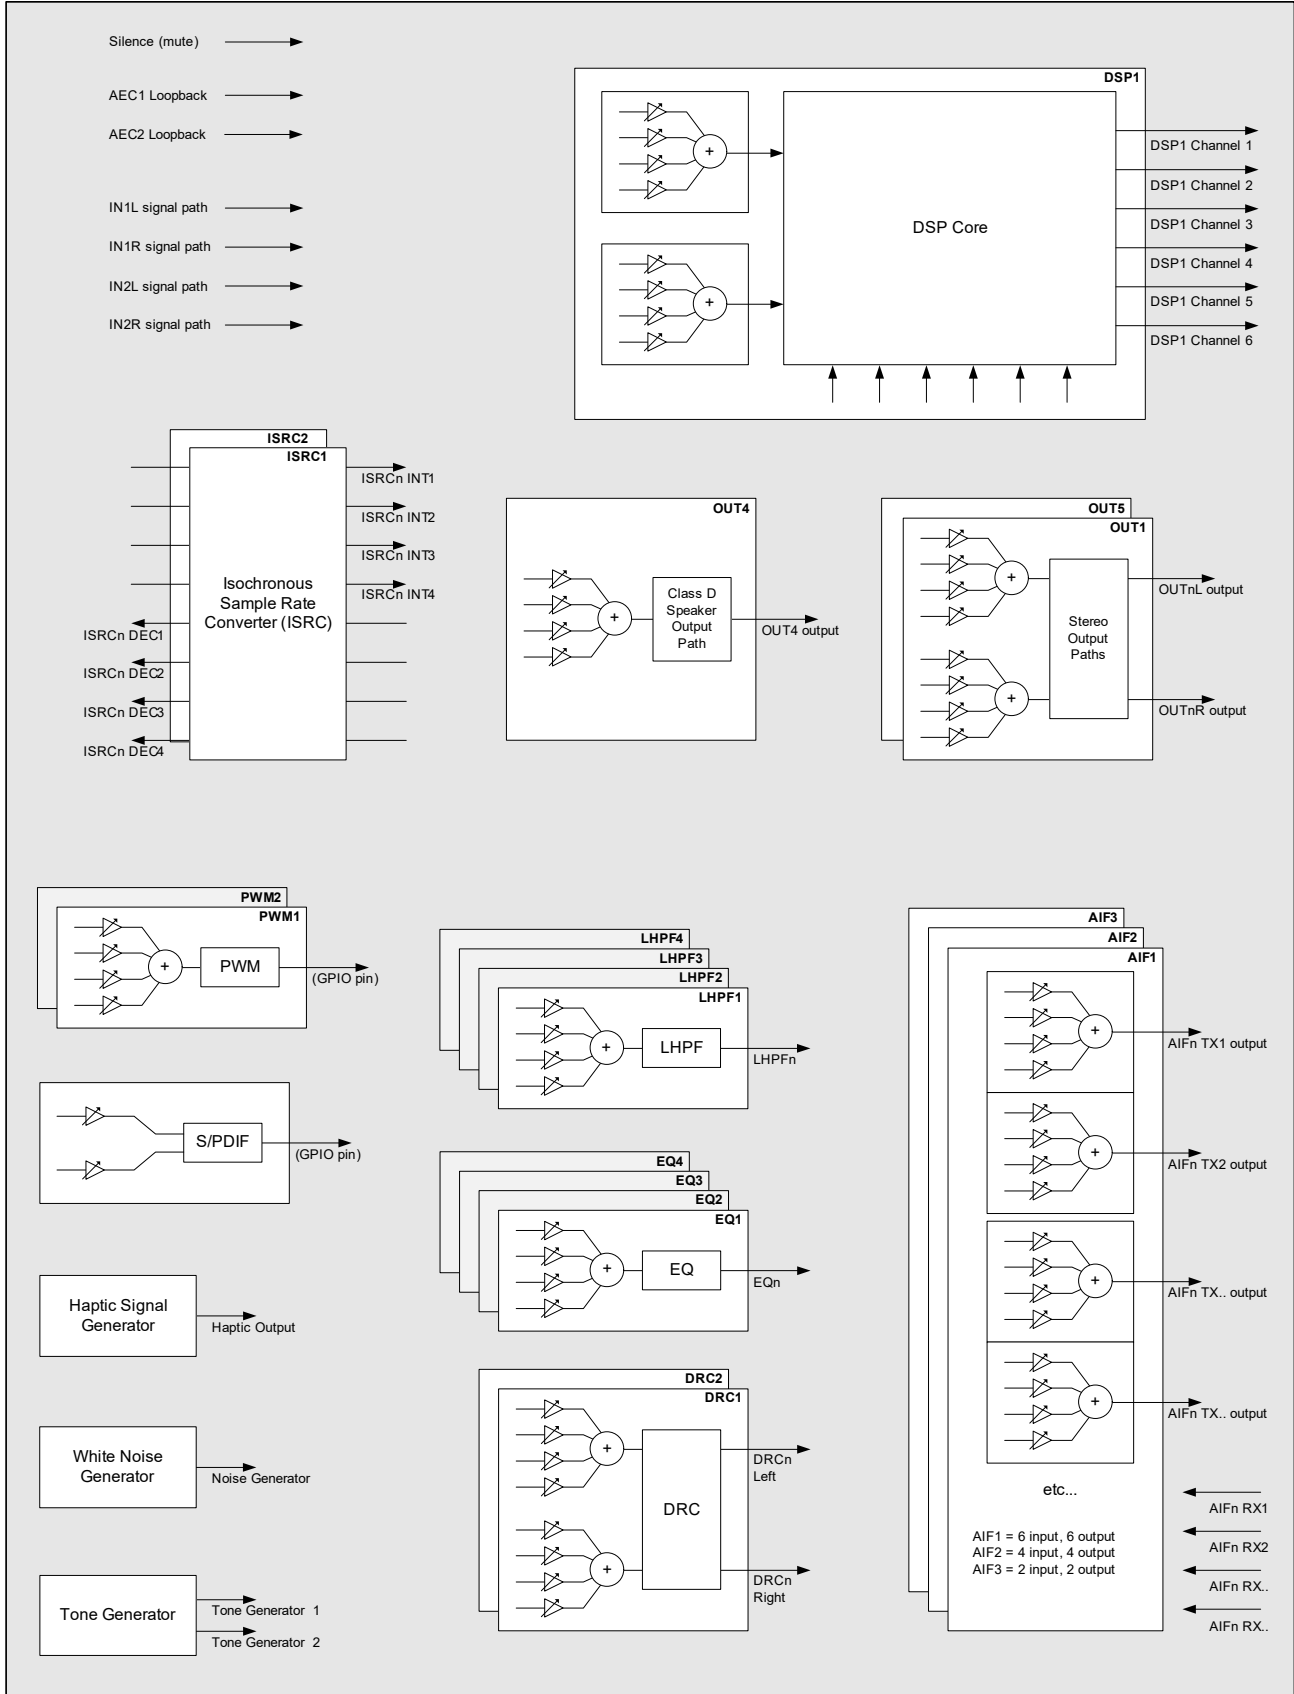 Silence (mute)
AEC1 Loopback
AEC2 Loopback
IN1L signal path
IN1R signal path
IN2L signal path
IN2R signal path
DSP1
+
+
DSP Core
DSP1 Channel 1
DSP1 Channel 2
DSP1 Channel 3
DSP1 Channel 4
DSP1 Channel 5
DSP1 Channel 6
ISRC2
ISRC1
Isochronous
Sample Rate
Converter (ISRC)
ISRCn INT1
ISRCn INT2
ISRCn INT3
ISRCn INT4
ISRCn DEC1
ISRCn DEC2
ISRCn DEC3
ISRCn DEC4
OUT4
+
Class D
Speaker
Output
Path
OUT4 output
OUT5
OUT1
+
+
Stereo
Output
Paths
OUTnL output
OUTnR output
PWM2
PWM1
+
PWM
(GPIO pin)
S/PDIF
(GPIO pin)
Haptic Signal
Generator
Haptic Output
White Noise
Generator
Noise Generator
Tone Generator
Tone Generator 1
Tone Generator 2
LHPF4
LHPF3
LHPF2
LHPF1
+
LHPF
LHPFn
EQ4
EQ3
EQ2
EQ1
+
EQ
EQn
DRC2
DRC1
+
+
DRC
DRCn
Left
DRCn
Right
AIF3
AIF2
AIF1
+
AIFn TX1 output
+
AIFn TX2 output
+
AIFn TX.. output
+
AIFn TX.. output
etc...
AIF1 = 6 input, 6 output
AIF2 = 4 input, 4 output
AIF3 = 2 input, 2 output
AIFn RX1
AIFn RX2
AIFn RX..
AIFn RX..